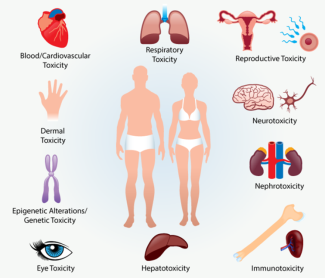 Blood/Cardiovascular
Toxicity
Respiratory
Toxicity
Reproductive Toxicity
Dermal
Toxicity
Neurotoxicity
Nephrotoxicity
Epigenetic Alterations/
Genetic Toxicity
Eye Toxicity
Hepatotoxicity
Immunotoxicity